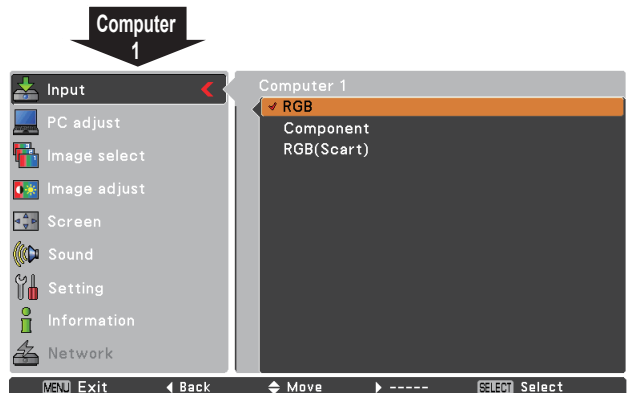 Computer
1
Input
PC adjust
Image select
Image adjust
Screen
Sound
Setting
Information
Network
Computer 1
RGB
Component
RGB(Scart)
MENU Exit Back Move ----- SELECT Select